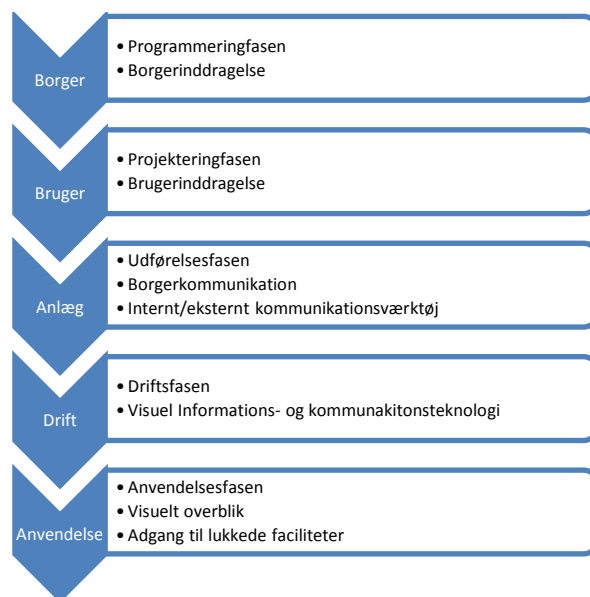 Borger
• Programmeringfasen
• Borgerinddragelse
Bruger
• Projekteringfasen
• Brugerinddragelse
Anlæg
• Udførelsesfasen
• Borgerkommunikation
• Internt/eksternt kommunikationsværktøj
Drift
• Driftsfasen
• Visuel Informations- og kommunakitonsteknologi
Anvendelse
• Anvendelsesfasen
• Visuelt overblik
• Adgang til lukkede faciliteter